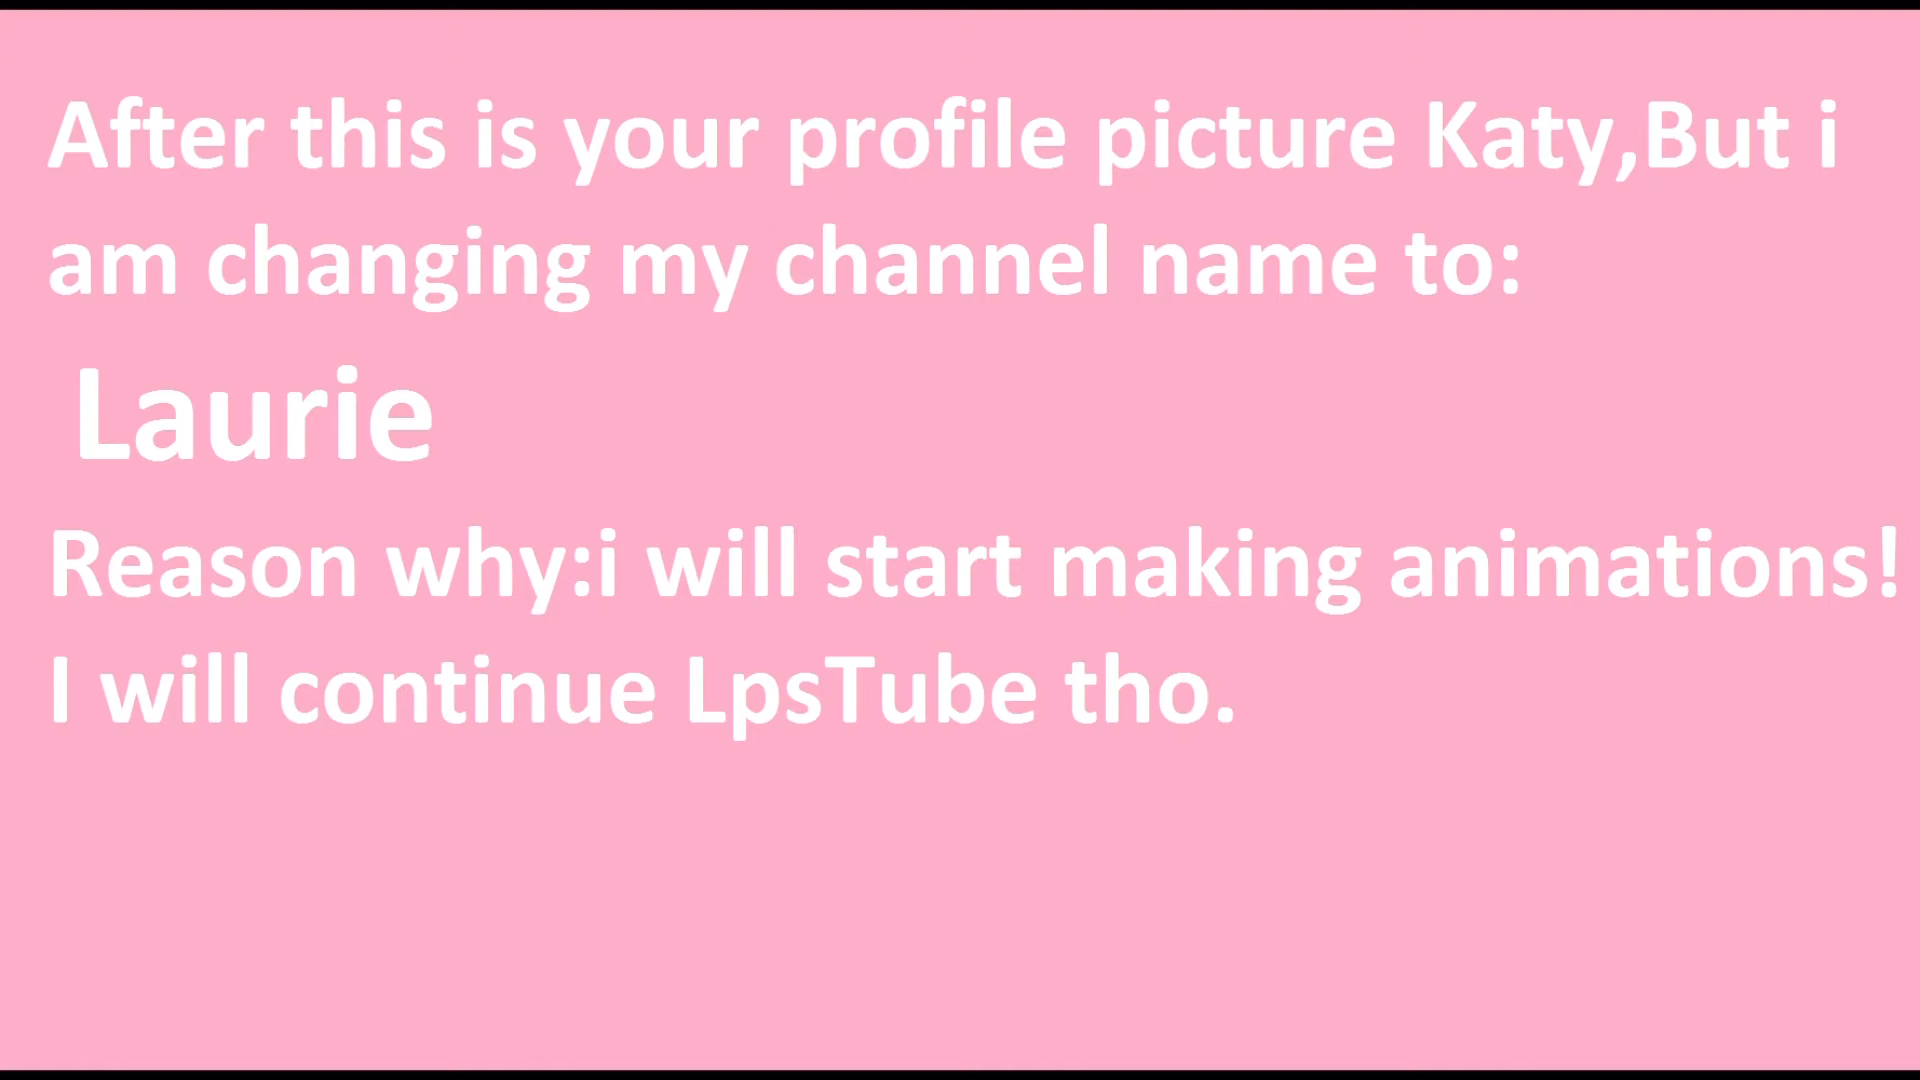 After this is your profile picture Katy,But i
am changing my channel name to:
Laurie
Reason why:i will start making animations!
I will continue LpsTube tho.